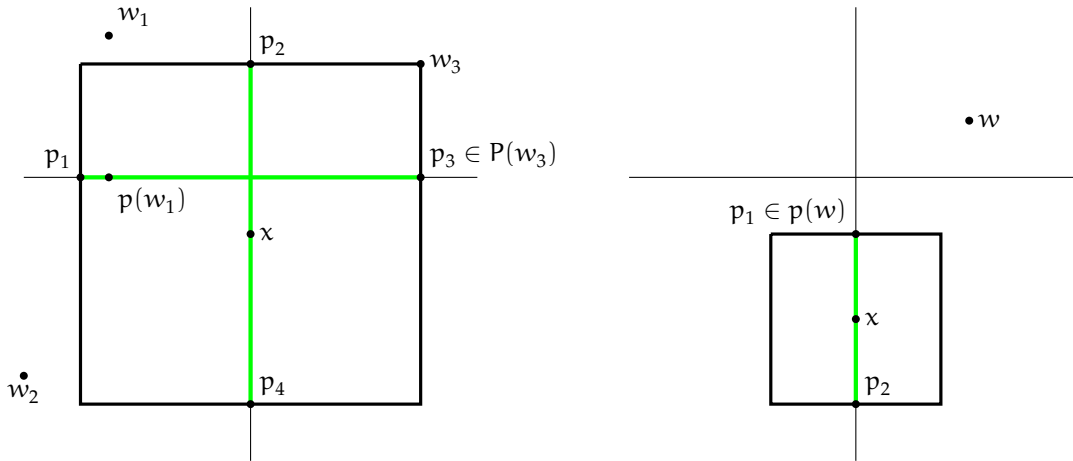 w₁
p₂
w₃
p₁
p₃ ∈ P(w₃)
p(w₁)
x
p₄
w₂
w
p₁ ∈ p(w)
x
p₂